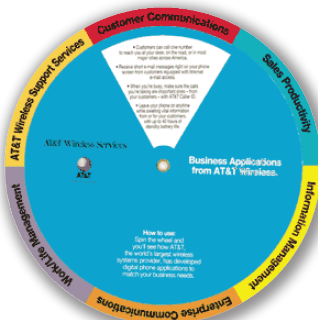 Customer Communications
Sales Productivity
Information Management
Enterprise Communications
Work/Life Management
AT&T Wireless Support Services
• Customers can call one number
to reach you at your desk, on the road, or in most
major cities across America.
• Receive short e-mail messages right on your phone
screen from customers equipped with Internet
e-mail access.
• When you're busy, make sure the calls
you're taking are important ones - from
your customers - with AT&T Caller ID.
• Leave your phone on anytime
while awaiting vital information
from or for your customers,
with up to 40 hours of
standby battery life.
AT&T Wireless Services
AT&T
Business Applications
from AT&T Wireless.
How to use:
Spin the wheel and
you'll see how AT&T,
the world's largest wireless
systems provider, has developed
digital phone applications to
match your business needs.